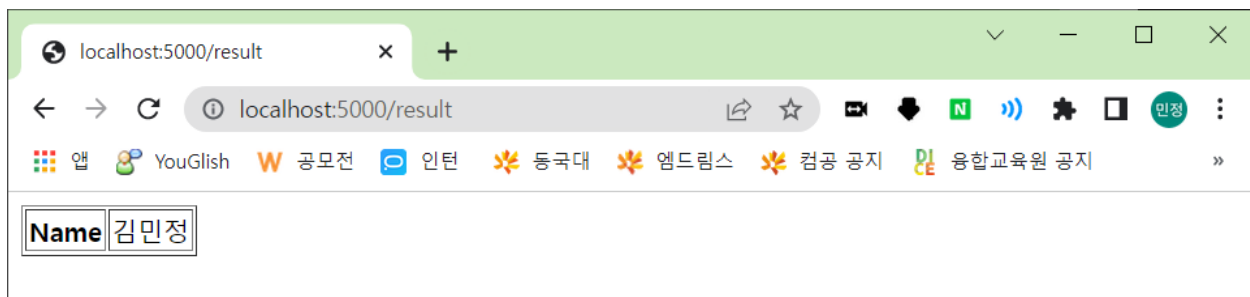 localhost:5000/result
localhost:5000/result
N
민정
앱 YouGlish W 공모전 인턴 동국대 엠드림스 컴공 공지 DICE 융합교육원 공지 »
Name 김민정